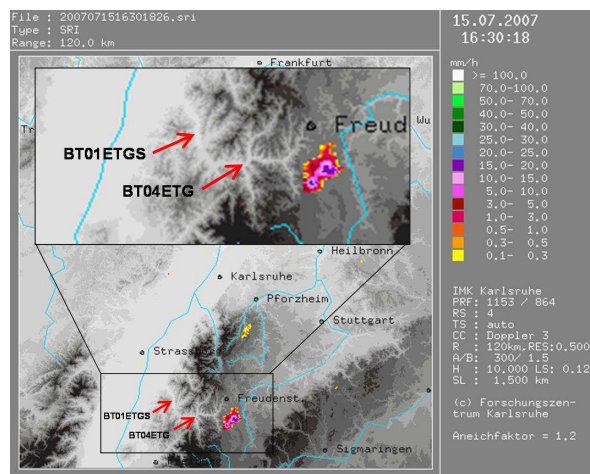 File : 2007071516301826.sri
Type : SRI
Range: 120.0 km
15.07.2007
16:30:18
mm/h
>= 100.0
70.0-100.0
50.0- 70.0
40.0- 50.0
30.0- 40.0
25.0- 30.0
20.0- 25.0
15.0- 20.0
10.0- 15.0
5.0- 10.0
3.0- 5.0
1.0- 3.0
0.5- 1.0
0.3- 0.5
0.1- 0.3
Frankfurt
Tr
Freud
Wu
BT01ETGS
BT04ETG
Heilbronn
Karlsruhe
Pforzheim
Stuttgart
Strass
Freudenst.
BT01ETGS
BT04ETG
Sigmaringen
IMK Karlsruhe
PRF: 1153 / 864
RS : 4
TS : auto
CC : Doppler 3
R : 120km.RES:0.500
A/B: 300/ 1.5
H : 10.000 LS: 0.12
SL : 1.500 km
(c) Forschungszen-
trum Karlsruhe
Aneichfaktor = 1.2